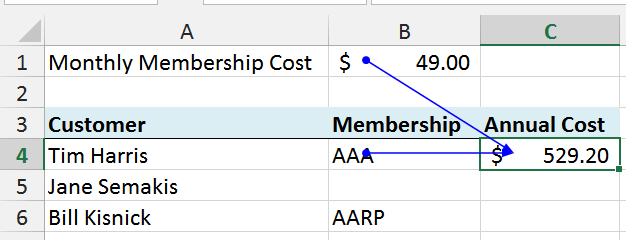 A B C
1 Monthly Membership Cost $ 49.00
2
3 Customer Membership Annual Cost
4 Tim Harris AAA $ 529.20
5 Jane Semakis
6 Bill Kisnick AARP